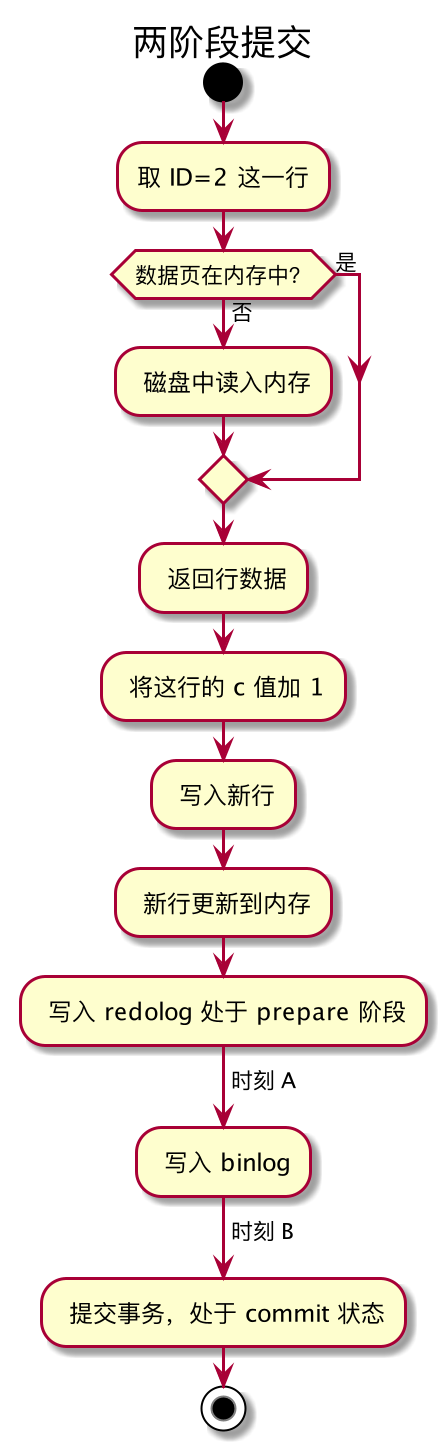 两阶段提交
取 ID=2 这一行
数据页在内存中?
是
否
磁盘中读入内存
返回行数据
将这行的 c 值加 1
写入新行
新行更新到内存
写入 redolog 处于 prepare 阶段
时刻 A
写入 binlog
时刻 B
提交事务，处于 commit 状态